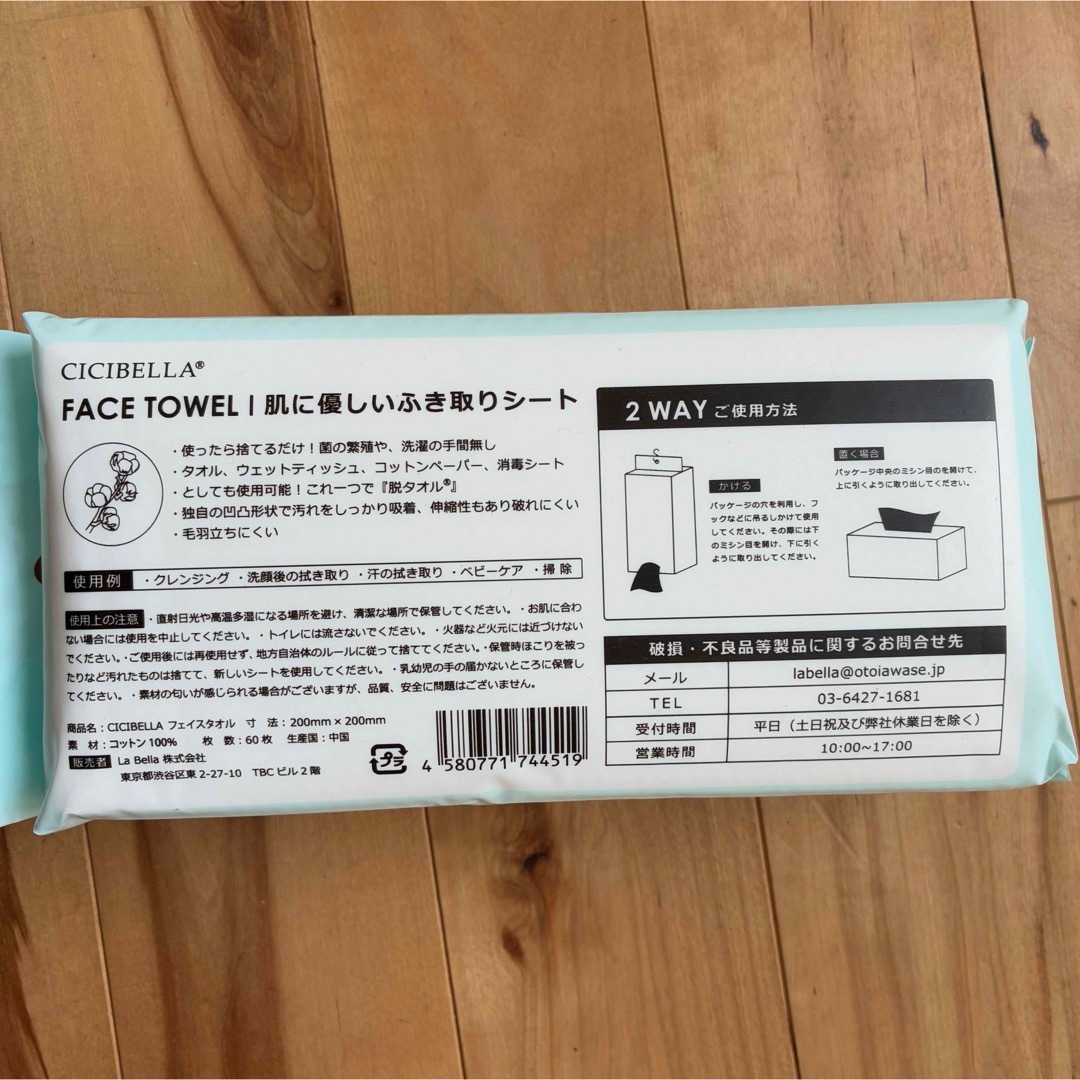 CICIBELLA®
FACE TOWEL | 肌に優しいふき取りシート
・使ったら捨てるだけ！菌の繁殖や、洗濯の手間無し
・タオル、ウェットティッシュ、コットンペーパー、消毒シート
・としても使用可能！これ一つで『脱タオル®』
・独自の凹凸形状で汚れをしっかり吸着、伸縮性もあり破れにくい
・毛羽立ちにくい
使用例 ・クレンジング ・洗顔後の拭き取り ・汗の拭き取り ・ベビーケア ・掃除
使用上の注意 ・直射日光や高温多湿になる場所を避け、清潔な場所で保管してください。・お肌に合わ
ない場合には使用を中止してください。・トイレには流さないでください。・火器など火元には近づけない
でください。・ご使用後には再使用せず、地方自治体のルールに従って捨ててください。・保管時ほこりを被っ
たりなど汚れたものは捨てて、新しいシートを使用してください。・乳幼児の手の届かないところに保管し
てください。・素材の匂いが感じられる場合がございますが、品質、安全に問題はございません。
商品名：CICIBELLA フェイスタオル 寸 法：200mm×200mm
素 材：コットン100% 枚 数：60枚 生産国：中国
販売者 La Bella 株式会社
東京都渋谷区東2-27-10 TBCビル2階
プラ
4 580771 744519
2 WAY ご使用方法
かける
パッケージの穴を利用し、フ
ックなどに吊るしかけて使用
してください。その際には下
のミシン目を開け、下に引く
ように取り出してください。
置く場合
パッケージ中央のミシン目を開けて、
上に引くように取り出してください。
破損・不良品等製品に関するお問合せ先
メール labella@otoiawase.jp
TEL 03-6427-1681
受付時間 平日（土日祝及び弊社休業日を除く）
営業時間 10:00~17:00